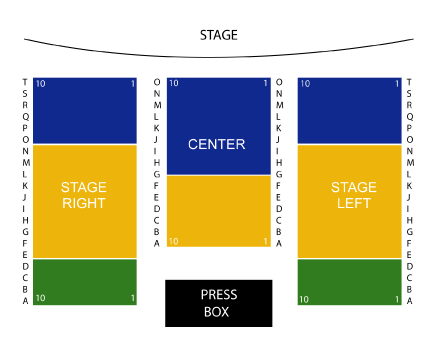 STAGE
T 10 1 O 10 1 O 10 1 T
S N N S
R M M R
Q L L Q
P K K P
O J CENTER J O
N I I N
M H H M
L G G L
K STAGE F F STAGE K
J RIGHT E E LEFT J
I D D I
H C C H
G B B G
F A 10 1 A F
E E
D D
C C
B PRESS B
A 10 1 BOX 10 1 A